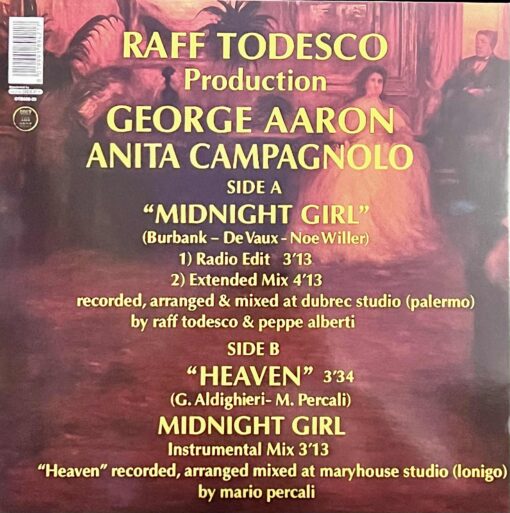 RAFF TODESCO
Production
GEORGE AARON
ANITA CAMPAGNOLO
SIDE A
“MIDNIGHT GIRL”
(Burbank – De Vaux - Noe Willer)
1) Radio Edit 3’13
2) Extended Mix 4’13
recorded, arranged & mixed at dubrec studio (palermo)
by raff todesco & peppe alberti
SIDE B
“HEAVEN” 3’34
(G. Aldighieri- M. Percali)
MIDNIGHT GIRL
Instrumental Mix 3’13
“Heaven” recorded, arranged mixed at maryhouse studio (lonigo)
by mario percali